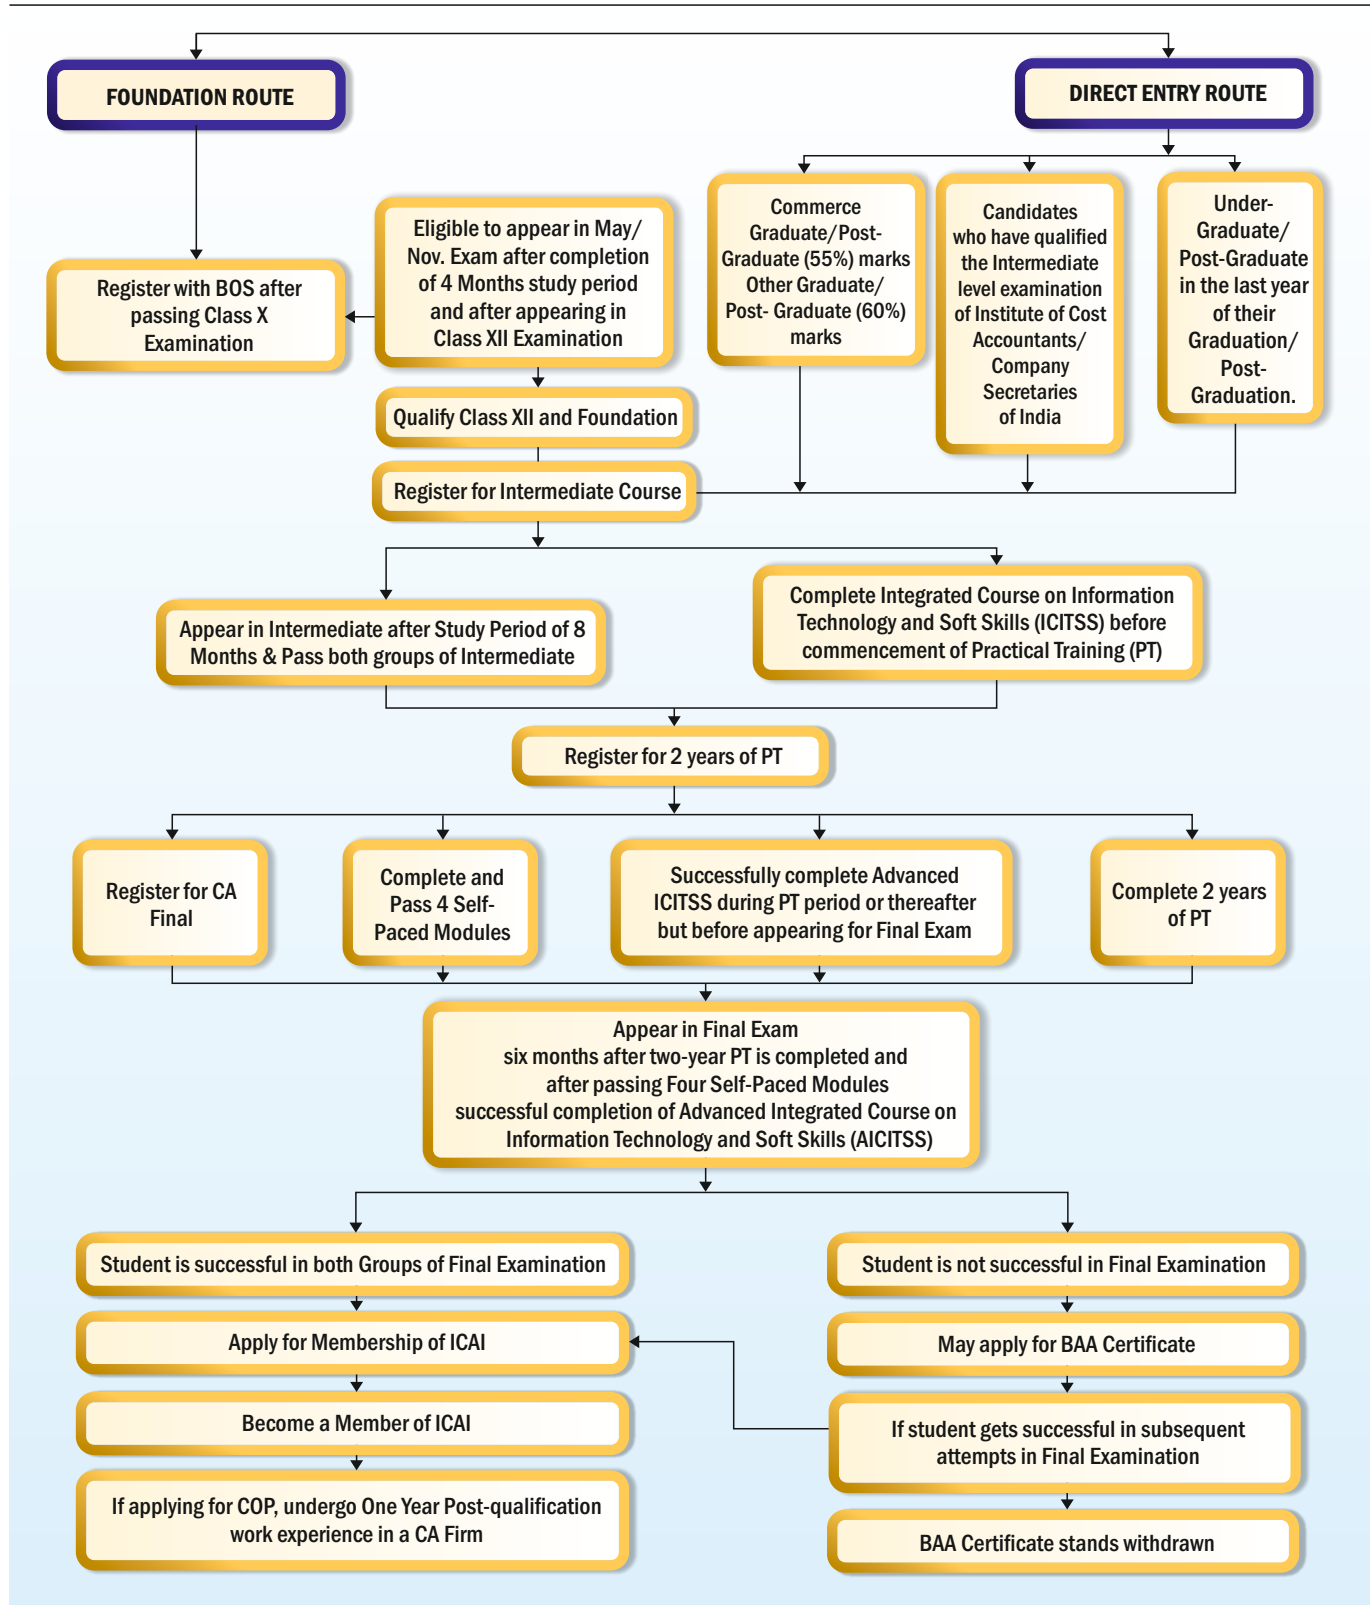 FOUNDATION ROUTE
DIRECT ENTRY ROUTE
Register with BOS after
passing Class X
Examination
Eligible to appear in May/
Nov. Exam after completion
of 4 Months study period
and after appearing in
Class XII Examination
Commerce
Graduate/Post-
Graduate (55%) marks
Other Graduate/
Post- Graduate (60%)
marks
Candidates
who have qualified
the Intermediate
level examination
of Institute of Cost
Accountants/
Company
Secretaries
of India
Under-
Graduate/
Post-Graduate
in the last year
of their
Graduation/
Post-
Graduation.
Qualify Class XII and Foundation
Register for Intermediate Course
Appear in Intermediate after Study Period of 8
Months & Pass both groups of Intermediate
Complete Integrated Course on Information
Technology and Soft Skills (ICITSS) before
commencement of Practical Training (PT)
Register for 2 years of PT
Register for CA
Final
Complete and
Pass 4 Self-
Paced Modules
Successfully complete Advanced
ICITSS during PT period or thereafter
but before appearing for Final Exam
Complete 2 years
of PT
Appear in Final Exam
six months after two-year PT is completed and
after passing Four Self-Paced Modules
successful completion of Advanced Integrated Course on
Information Technology and Soft Skills (AICITSS)
Student is successful in both Groups of Final Examination
Apply for Membership of ICAI
Become a Member of ICAI
If applying for COP, undergo One Year Post-qualification
work experience in a CA Firm
Student is not successful in Final Examination
May apply for BAA Certificate
If student gets successful in subsequent
attempts in Final Examination
BAA Certificate stands withdrawn